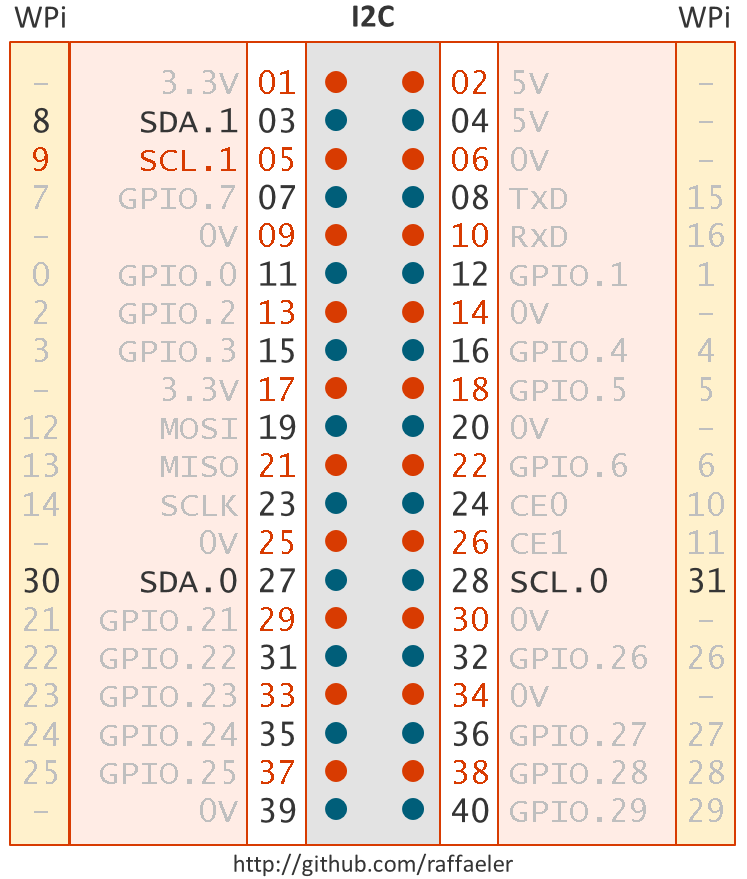 WPi I2C WPi
– 3.3V 01 02 5V –
8 SDA.1 03 04 5V –
9 SCL.1 05 06 0V –
7 GPIO.7 07 08 TxD 15
– 0V 09 10 RxD 16
0 GPIO.0 11 12 GPIO.1 1
2 GPIO.2 13 14 0V –
3 GPIO.3 15 16 GPIO.4 4
– 3.3V 17 18 GPIO.5 5
12 MOSI 19 20 0V –
13 MISO 21 22 GPIO.6 6
14 SCLK 23 24 CE0 10
– 0V 25 26 CE1 11
30 SDA.0 27 28 SCL.0 31
21 GPIO.21 29 30 0V –
22 GPIO.22 31 32 GPIO.26 26
23 GPIO.23 33 34 0V –
24 GPIO.24 35 36 GPIO.27 27
25 GPIO.25 37 38 GPIO.28 28
– 0V 39 40 GPIO.29 29
http://github.com/raffaeler